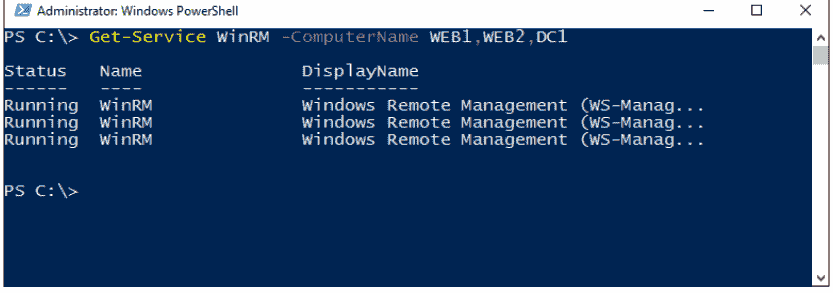 Administrator: Windows PowerShell
PS C:\> Get-Service WinRM -ComputerName WEB1,WEB2,DC1
Status   Name               DisplayName
------   ----               -----------
Running  WinRM              Windows Remote Management (WS-Manag...
Running  WinRM              Windows Remote Management (WS-Manag...
Running  WinRM              Windows Remote Management (WS-Manag...
PS C:\>